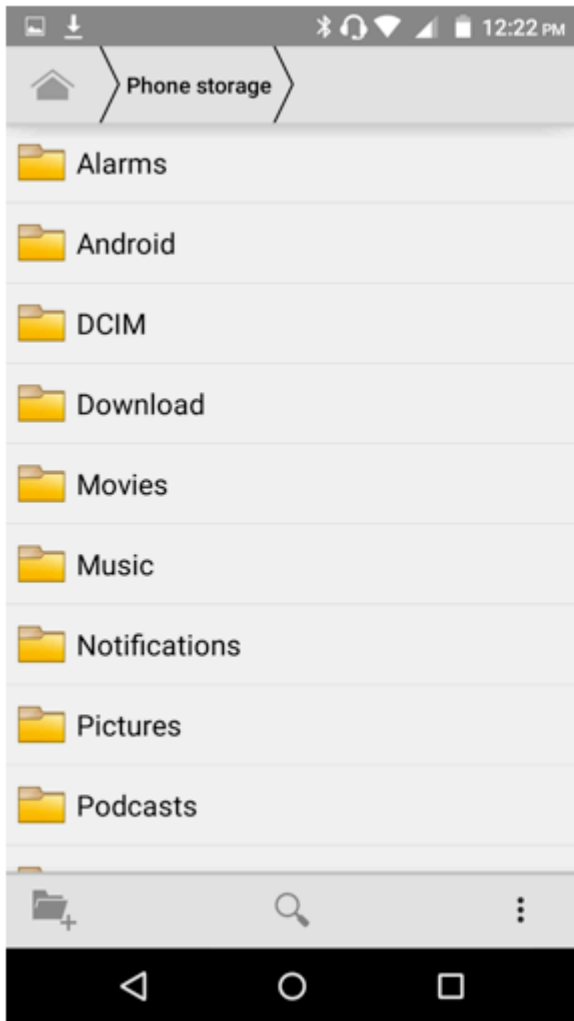 12:22 PM
Phone storage
Alarms
Android
DCIM
Download
Movies
Music
Notifications
Pictures
Podcasts